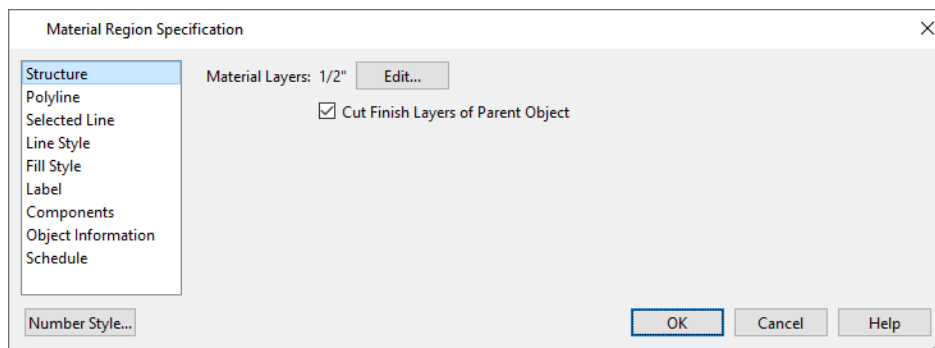 Material Region Specification
Structure
Polyline
Selected Line
Line Style
Fill Style
Label
Components
Object Information
Schedule
Material Layers: 1/2" Edit...
Cut Finish Layers of Parent Object
Number Style... OK Cancel Help